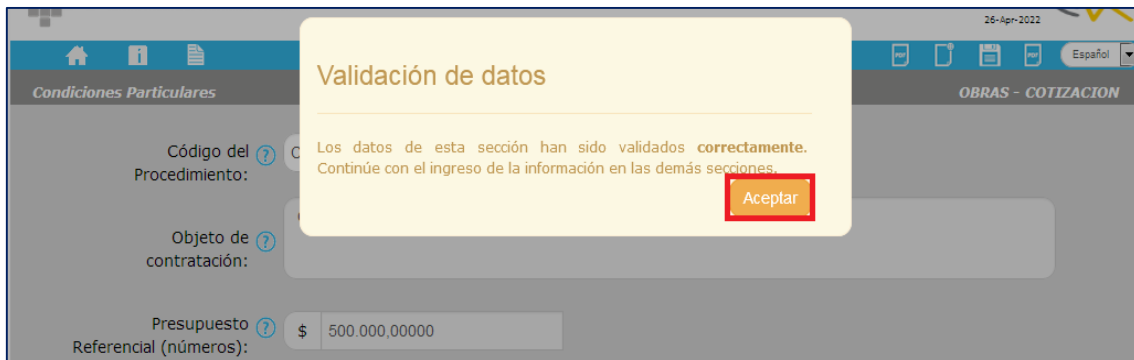 26-Apr-2022
PDF
PDF
Español
Condiciones Particulares
OBRAS - COTIZACION
Validación de datos
Los datos de esta sección han sido validados correctamente.
Continúe con el ingreso de la información en las demás secciones.
Aceptar
Código del
Procedimiento:
Objeto de
contratación:
Presupuesto
Referencial (números):
$ 500.000,00000